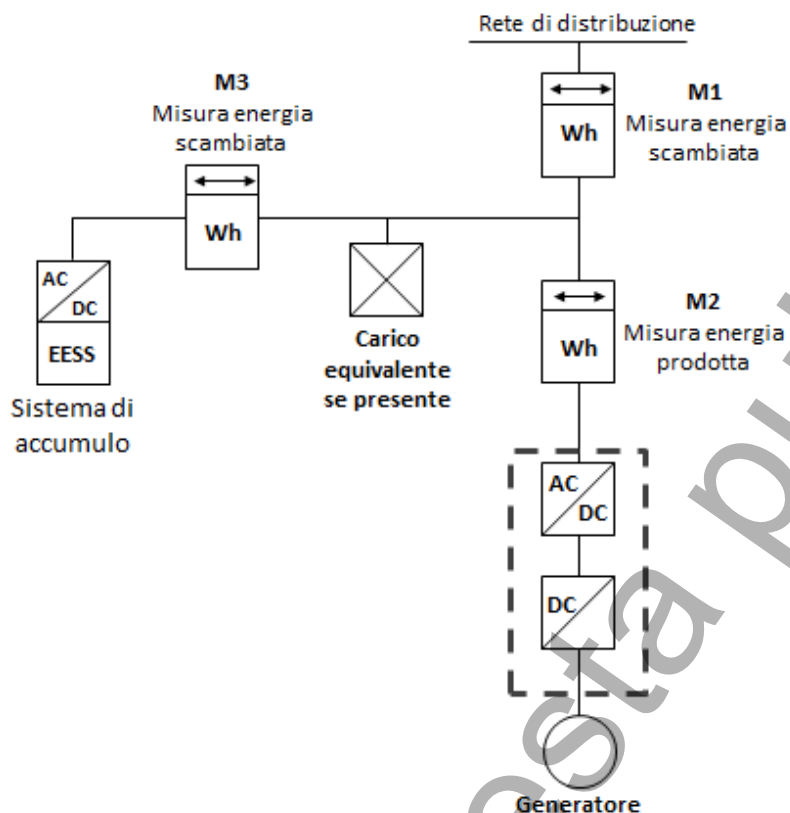 Rete di distribuzione
M3
Misura energia
scambiata
M1
Misura energia
scambiata
Wh
Wh
AC
DC
EESS
Sistema di
accumulo
Carico
equivalente
se presente
M2
Misura energia
prodotta
Wh
AC
DC
DC
Generatore